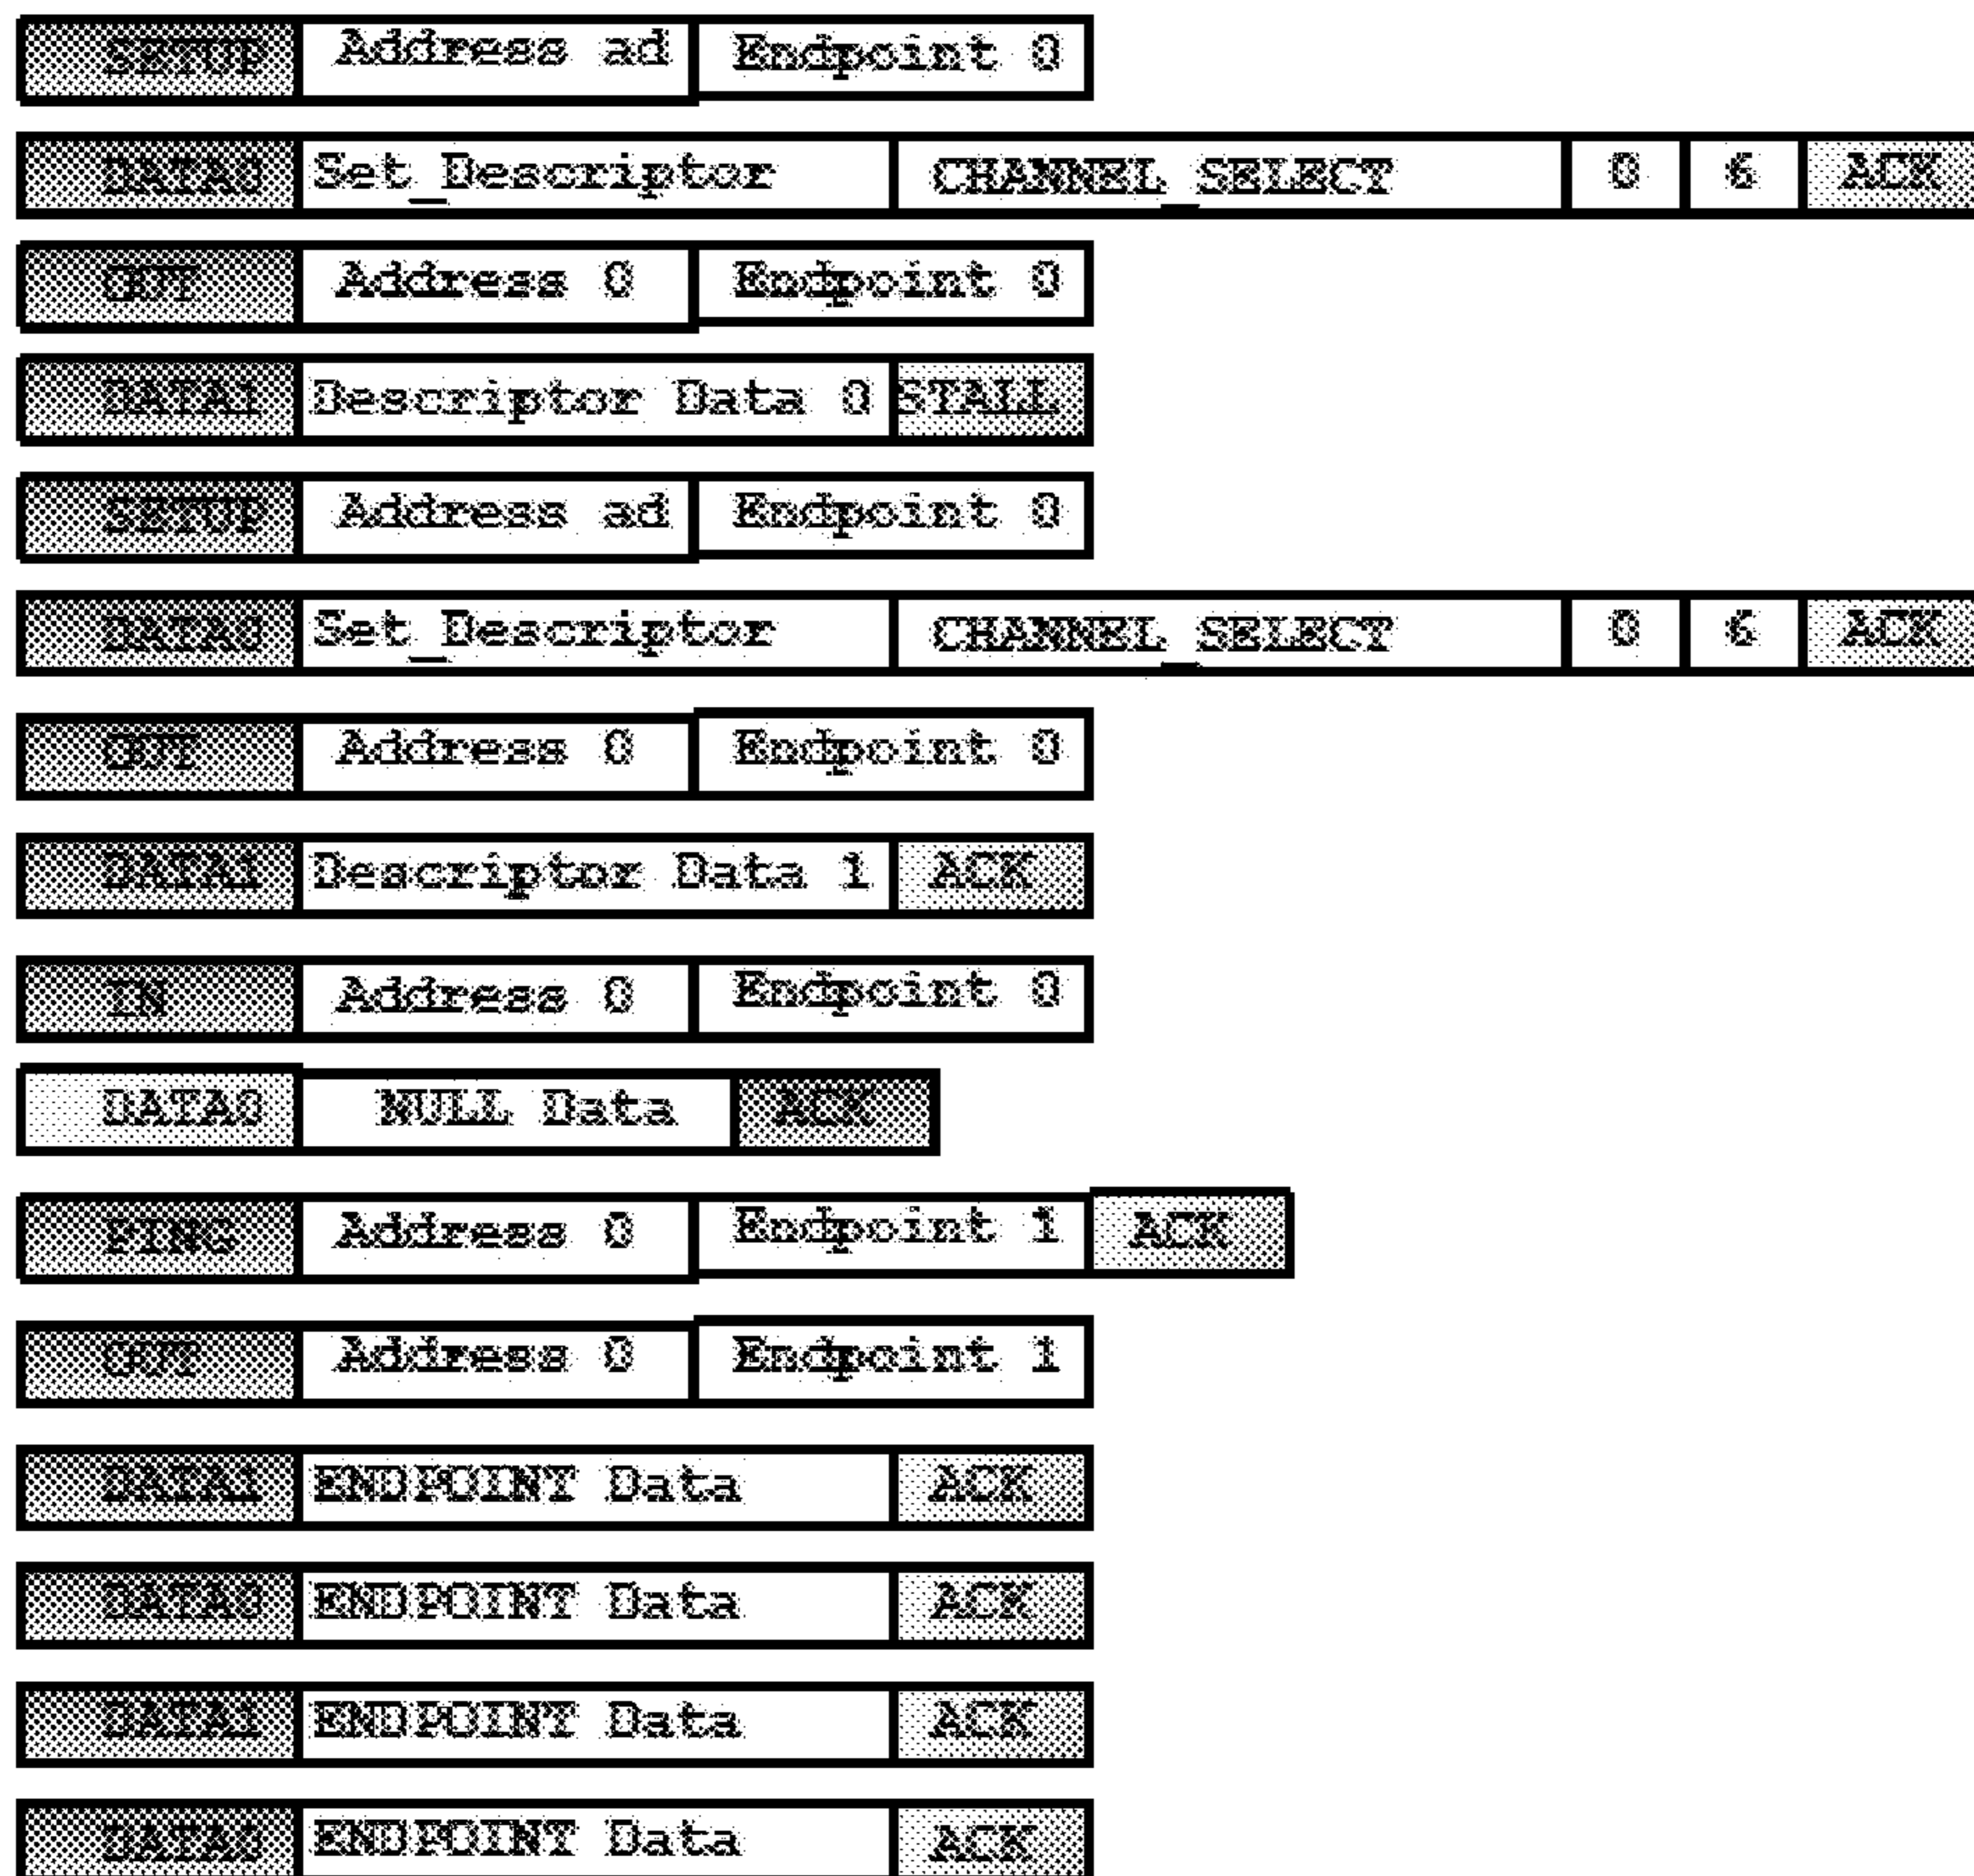 SETUP Address ad Endpoint 0
DATA0 Set_Descriptor CHANNEL_SELECT 0 6 ACK
OUT Address 0 Endpoint 0
DATA1 Descriptor Data 0 STALL
SETUP Address ad Endpoint 0
DATA0 Set_Descriptor CHANNEL_SELECT 0 6 ACK
OUT Address 0 Endpoint 0
DATA1 Descriptor Data 1 ACK
IN Address 0 Endpoint 0
DATA0 NULL Data ACK
PING Address 0 Endpoint 1 ACK
OUT Address 0 Endpoint 1
DATA1 ENDPOINT Data ACK
DATA0 ENDPOINT Data ACK
DATA1 ENDPOINT Data ACK
DATA0 ENDPOINT Data ACK